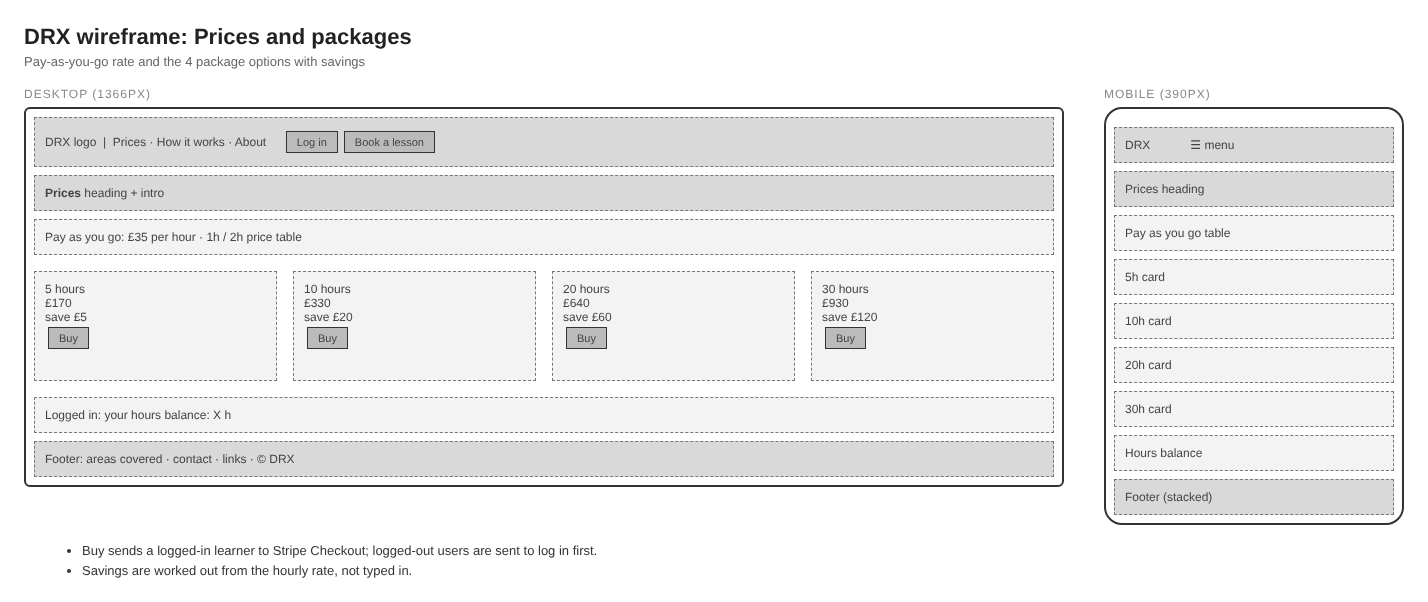 DRX wireframe: Prices and packages
Pay-as-you-go rate and the 4 package options with savings
DESKTOP (1366PX)
DRX logo | Prices · How it works · About Log in Book a lesson
Prices heading + intro
Pay as you go: £35 per hour · 1h / 2h price table
5 hours
£170
save £5
Buy
10 hours
£330
save £20
Buy
20 hours
£640
save £60
Buy
30 hours
£930
save £120
Buy
Logged in: your hours balance: X h
Footer: areas covered · contact · links · © DRX
MOBILE (390PX)
DRX ☰ menu
Prices heading
Pay as you go table
5h card
10h card
20h card
30h card
Hours balance
Footer (stacked)
• Buy sends a logged-in learner to Stripe Checkout; logged-out users are sent to log in first.
• Savings are worked out from the hourly rate, not typed in.